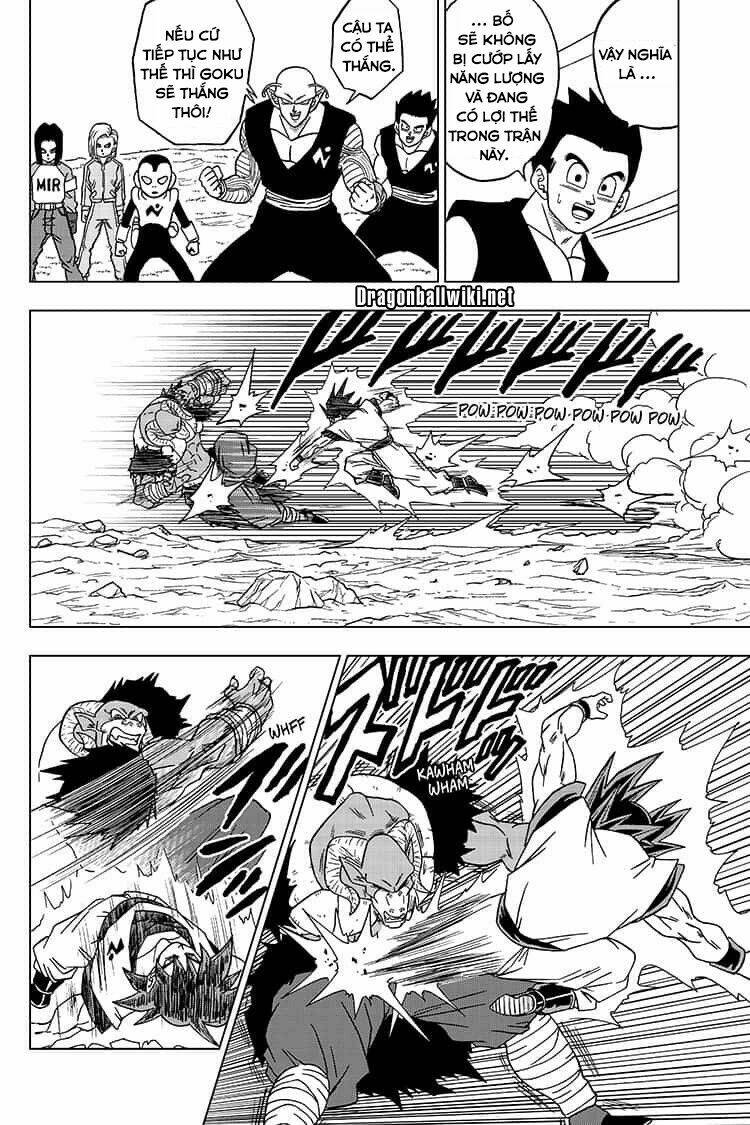 VẬY NGHĨA
LÀ ...
... BỐ
SẼ KHÔNG
BỊ CƯỚP LẤY
NĂNG LƯỢNG
VÀ ĐANG
CÓ LỢI THẾ
TRONG TRẬN
NÀY.
CẬU TA
CÓ THỂ
THẮNG.
NẾU CỨ
TIẾP TỤC NHƯ
THẾ THÌ GOKU
SẼ THẮNG
THÔI!
MIR
Dragonballwiki.net
POW POW POW POW POW POW
KAWHAM
WHAM
WHFF